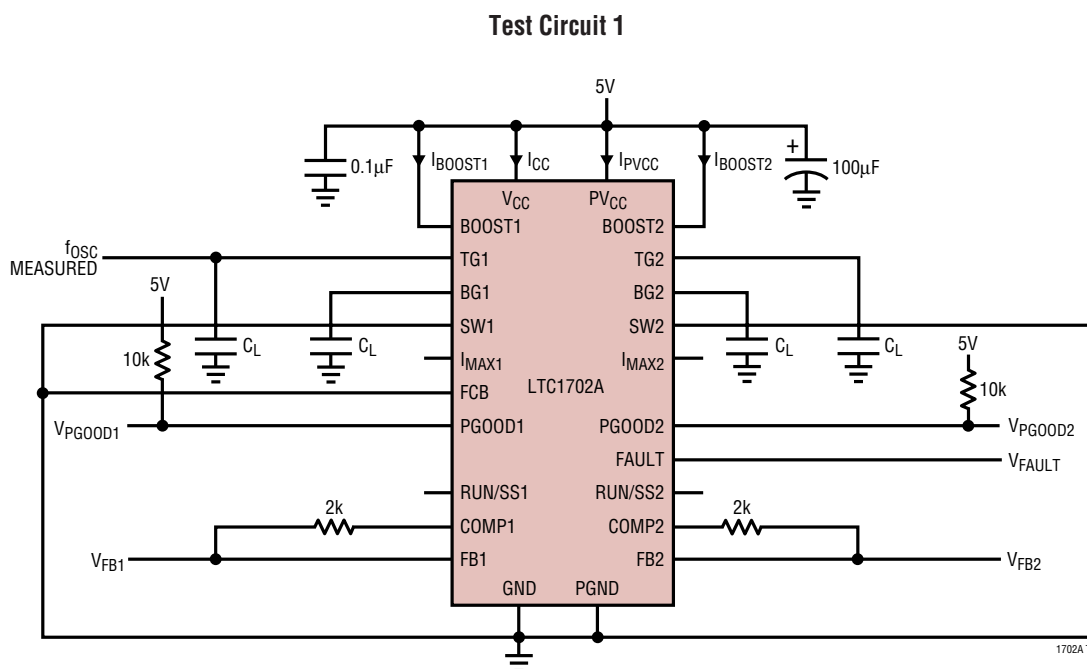 Test Circuit 1
5V
0.1µF
IBOOST1
ICC
IPVCC
IBOOST2
+
100µF
VCC
PVCC
BOOST1
BOOST2
fOSC
MEASURED
TG1
TG2
5V
BG1
BG2
SW1
SW2
10k
CL
CL
IMAX1
IMAX2
CL
CL
5V
LTC1702A
10k
FCB
VPGOOD1
PGOOD1
PGOOD2
VPGOOD2
FAULT
VFAULT
RUN/SS1
RUN/SS2
2k
2k
COMP1
COMP2
VFB1
FB1
FB2
VFB2
GND
PGND
1702A